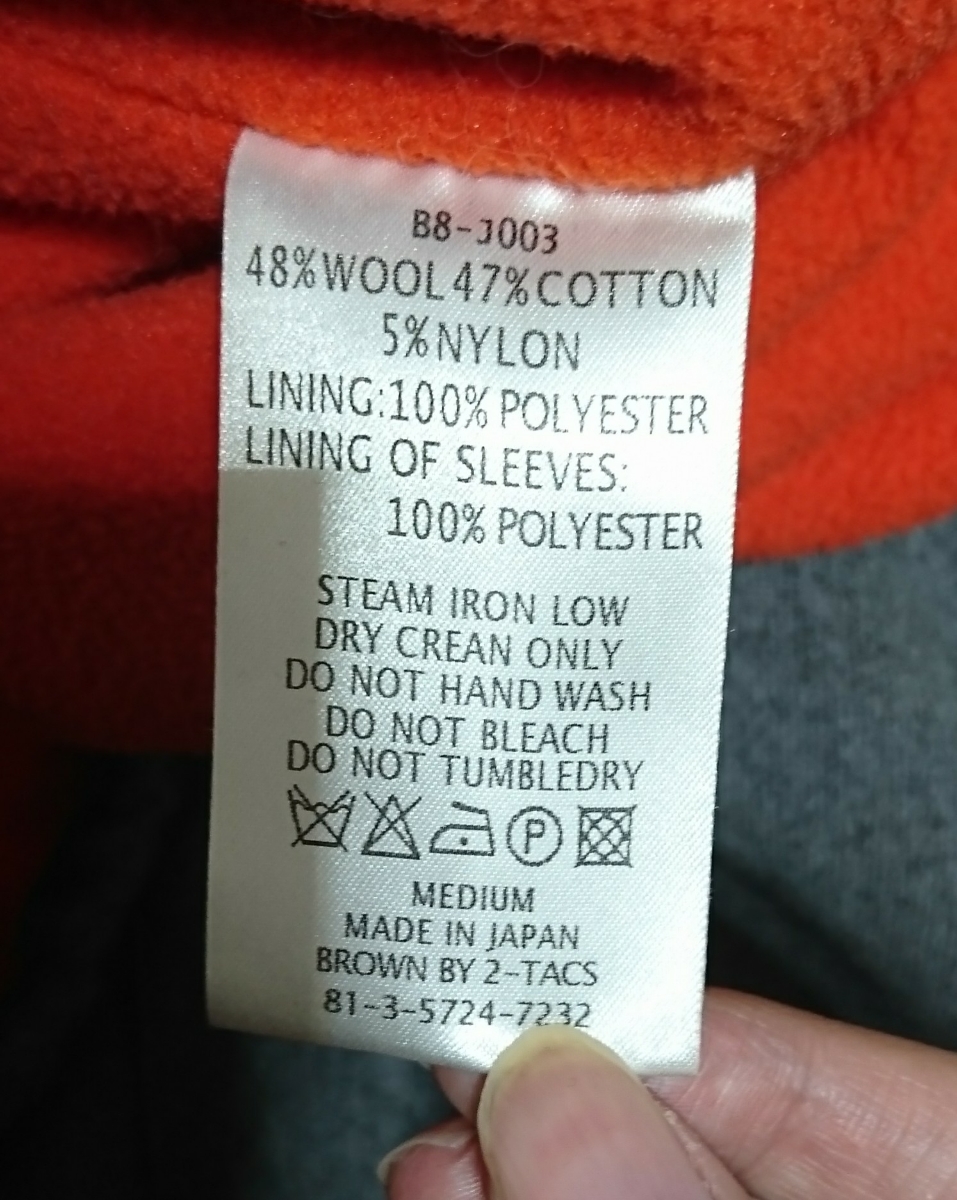 B8-J003
48%WOOL 47%COTTON
5%NYLON
LINING:100%POLYESTER
LINING OF SLEEVES:
100%POLYESTER
STEAM IRON LOW
DRY CREAN ONLY
DO NOT HAND WASH
DO NOT BLEACH
DO NOT TUMBLEDRY
P
MEDIUM
MADE IN JAPAN
BROWN BY 2-TACS
81-3-5724-7232